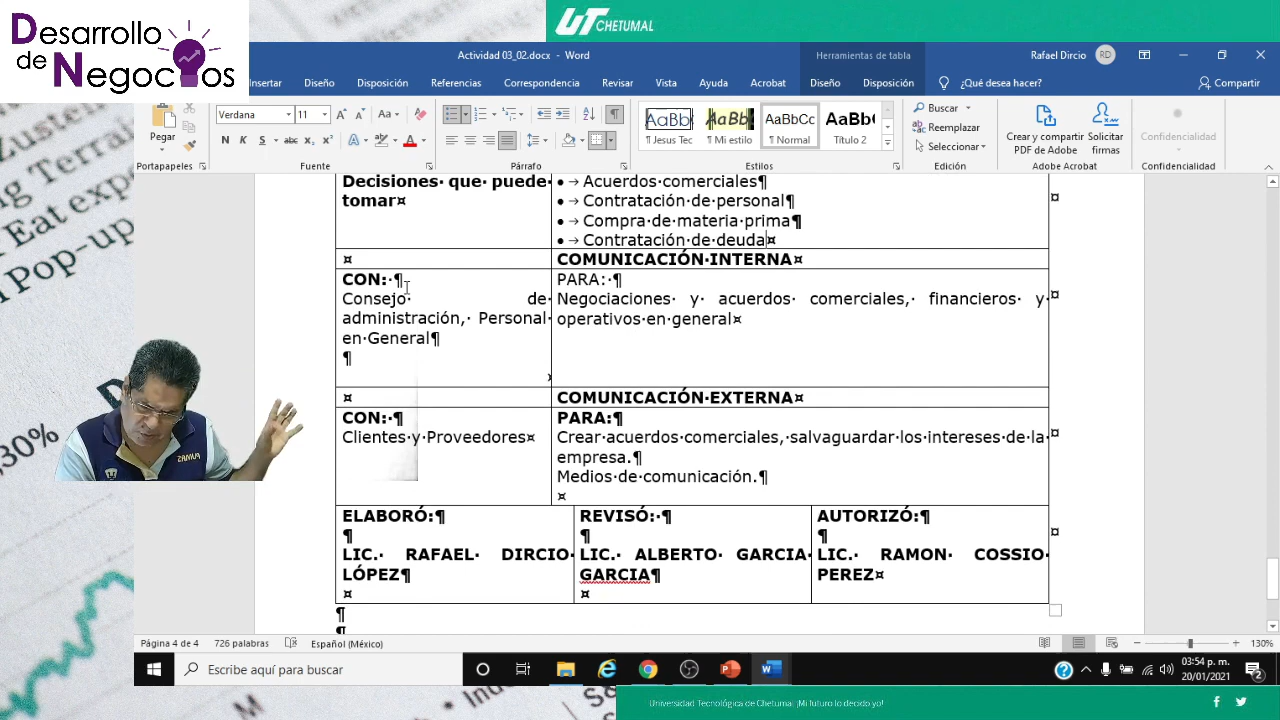 Desarrollo
de
Negocios
UT CHETUMAL
Actividad 03_02.docx - Word
Herramientas de tabla
Rafael Dircio
RD
Insertar
Diseño
Disposición
Referencias
Correspondencia
Revisar
Vista
Ayuda
Acrobat
Diseño
Disposición
¿Qué desea hacer?
Compartir
Pegar
Portapapeles
Verdana
11
Fuente
Párrafo
AaBbCc
¶ Jesus Tec
AaBb
¶ Mi estilo
AaBbCc
¶ Normal
AaBbC
Título 2
Estilos
Buscar
Reemplazar
Seleccionar
Edición
Crear y compartir
PDF de Adobe
Solicitar
firmas
Adobe Acrobat
Confidencialidad
Confidencialidad
Decisiones que puede
tomar
Acuerdos comerciales
Contratación de personal
Compra de materia prima
Contratación de deuda
COMUNICACIÓN INTERNA
CON:
Consejo de
administración, Personal
en General
PARA:
Negociaciones y acuerdos comerciales, financieros y
operativos en general
COMUNICACIÓN EXTERNA
CON:
Clientes y Proveedores
PARA:
Crear acuerdos comerciales, salvaguardar los intereses de la
empresa.
Medios de comunicación.
ELABORÓ:
LIC. RAFAEL DIRCIO
LÓPEZ
REVISÓ:
LIC. ALBERTO GARCIA
GARCIA
AUTORIZÓ:
LIC. RAMON COSSIO
PEREZ
Página 4 de 4
726 palabras
Español (México)
130%
Escribe aquí para buscar
03:54 p. m.
20/01/2021
Universidad Tecnológica de Chetumal: ¡Mi futuro lo decido yo!
Eat exp
Pop up
,30%